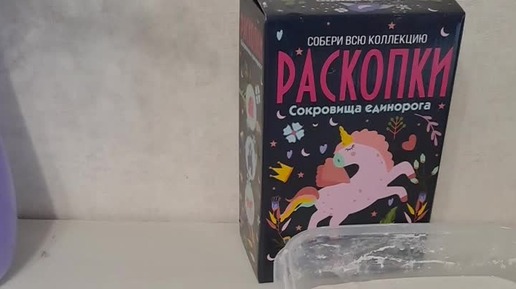 СОБЕРИ ВСЮ КОЛЛЕКЦИЮ
РАСКОПКИ
Сокровища единорога